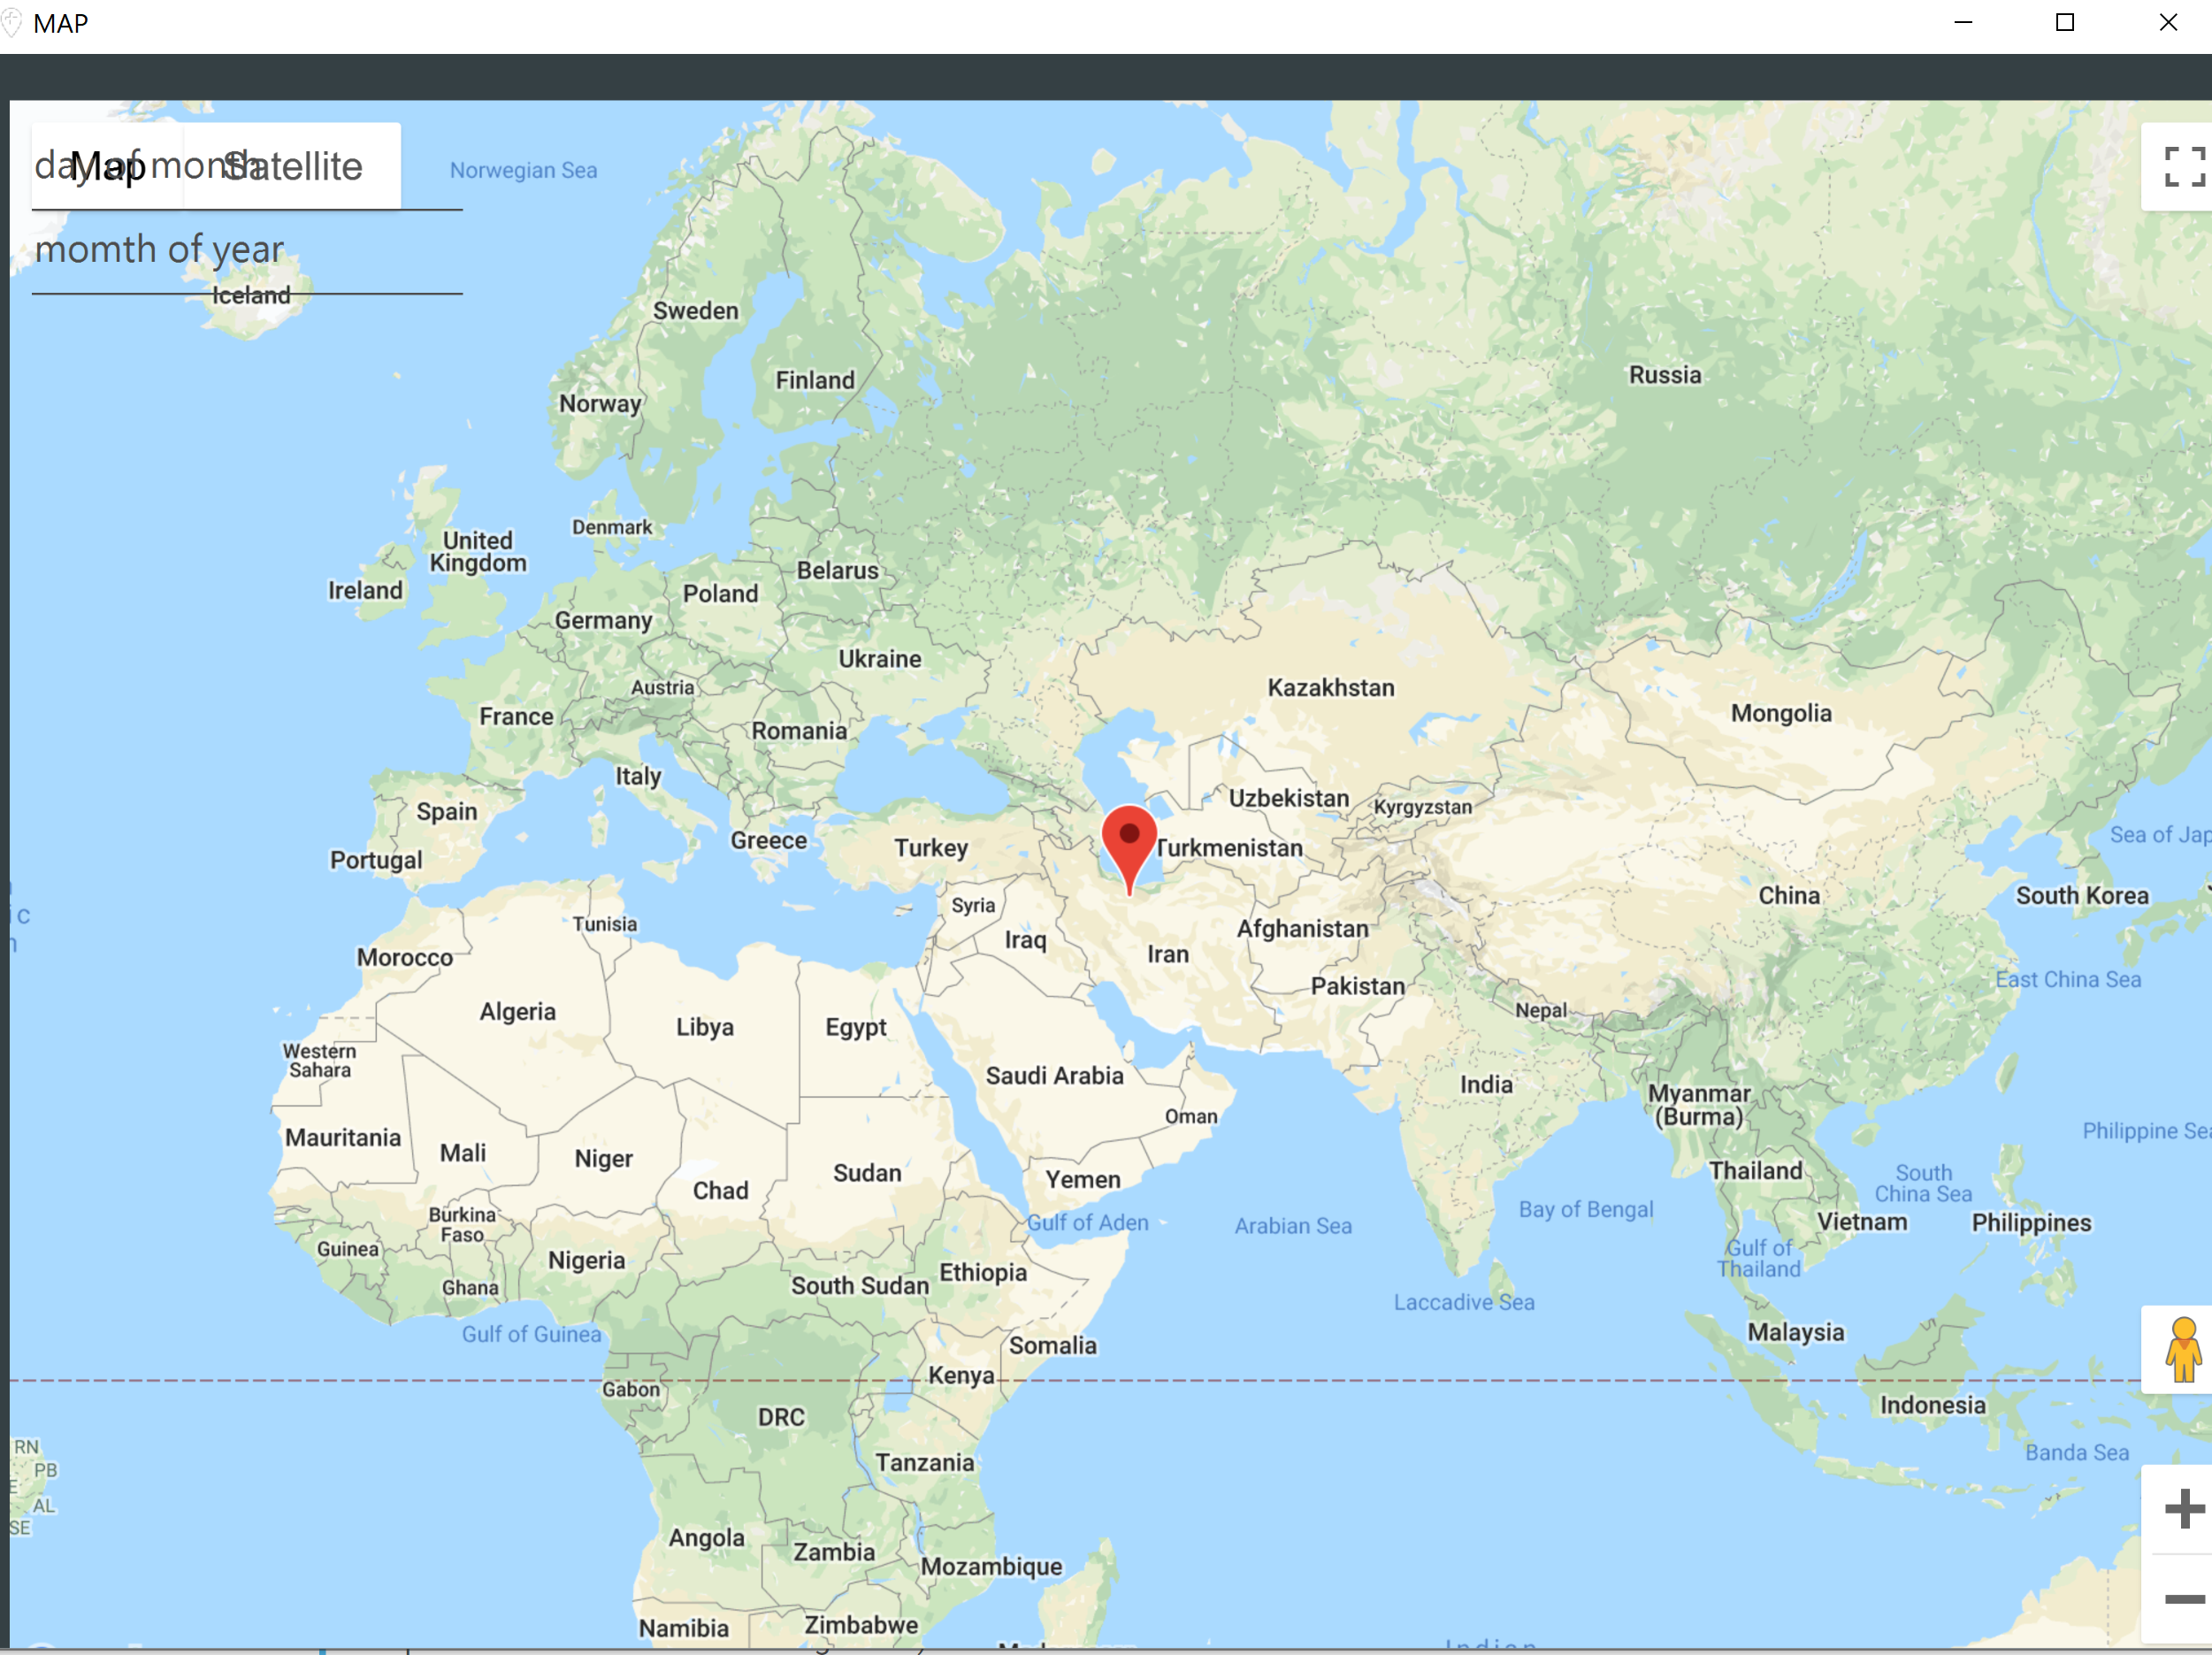 MAP
day of month
Map Satellite
Norwegian Sea
momth of year
Iceland
Sweden
Russia
Finland
Norway
Denmark
United
Kingdom
Belarus
Ireland
Poland
Germany
Ukraine
Austria
Kazakhstan
France
Mongolia
Romania
Italy
Uzbekistan
Kyrgyzstan
Spain
Sea of Jap
Greece
Turkey
Turkmenistan
Portugal
China
South Korea
Syria
ic
Tunisia
Afghanistan
Iraq
n
Iran
Morocco
East China Sea
Pakistan
Algeria
Nepal
Libya
Egypt
Western
Sahara
Saudi Arabia
India
Myanmar
(Burma)
Oman
Philippine Sea
Mauritania
Mali
Niger
Thailand
South
China Sea
Sudan
Yemen
Chad
Bay of Bengal
Burkina
Faso
Gulf of Aden
Arabian Sea
Vietnam
Philippines
Guinea
Gulf of
Thailand
Nigeria
Ethiopia
South Sudan
Ghana
Laccadive Sea
Gulf of Guinea
Malaysia
Somalia
Kenya
Gabon
Indonesia
DRC
RN
Banda Sea
Tanzania
PB
E
AL
SE
Angola
Zambia
Mozambique
Zimbabwe
Namibia
Indian